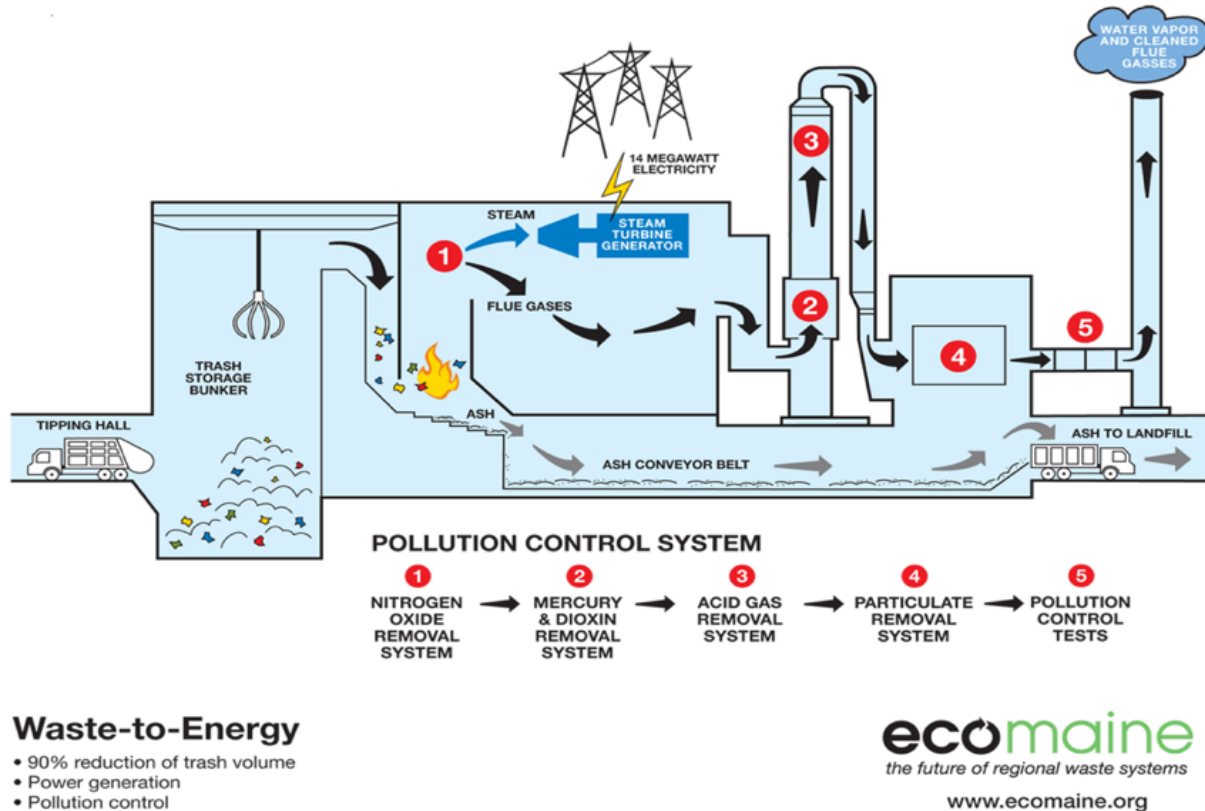 WATER VAPOR
AND CLEANED
FLUE
GASSES
3
14 MEGAWATT
ELECTRICITY
STEAM
STEAM
TURBINE
GENERATOR
1
FLUE GASES
2
5
4
TRASH
STORAGE
BUNKER
TIPPING HALL
ASH
ASH CONVEYOR BELT
ASH TO LANDFILL
POLLUTION CONTROL SYSTEM
1
NITROGEN
OXIDE
REMOVAL
SYSTEM
2
MERCURY
& DIOXIN
REMOVAL
SYSTEM
3
ACID GAS
REMOVAL
SYSTEM
4
PARTICULATE
REMOVAL
SYSTEM
5
POLLUTION
CONTROL
TESTS
Waste-to-Energy
• 90% reduction of trash volume
• Power generation
• Pollution control
ecomaine
the future of regional waste systems
www.ecomaine.org